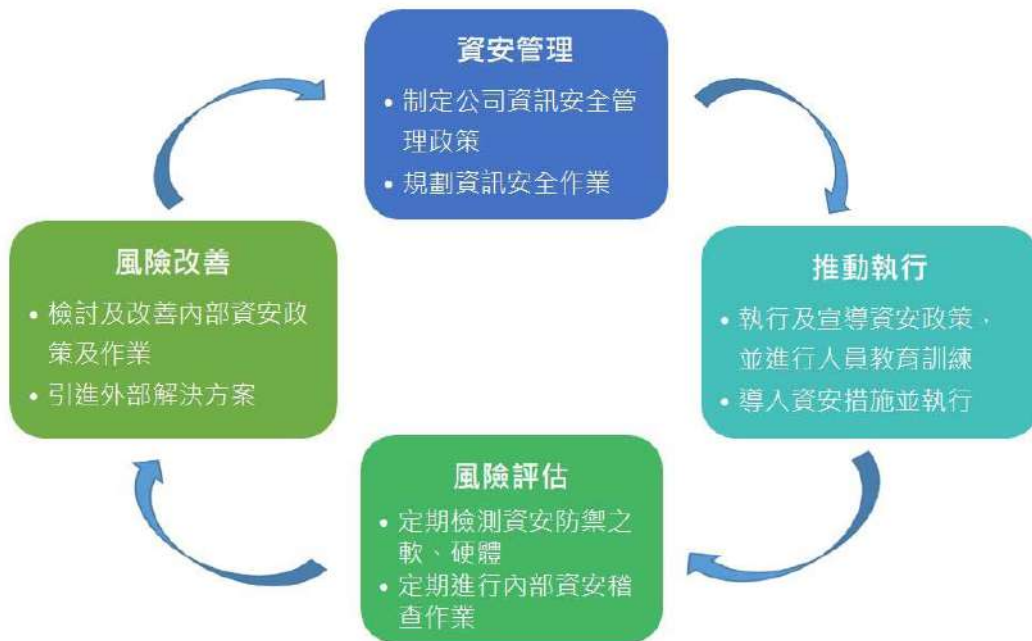 資安管理
• 制定公司資訊安全管
理政策
• 規劃資訊安全作業
推動執行
• 執行及宣導資安政策，
並進行人員教育訓練
• 導入資安措施並執行
風險評估
• 定期檢測資安防禦之
軟、硬體
• 定期進行內部資安稽
查作業
風險改善
• 檢討及改善內部資安政
策及作業
• 引進外部解決方案